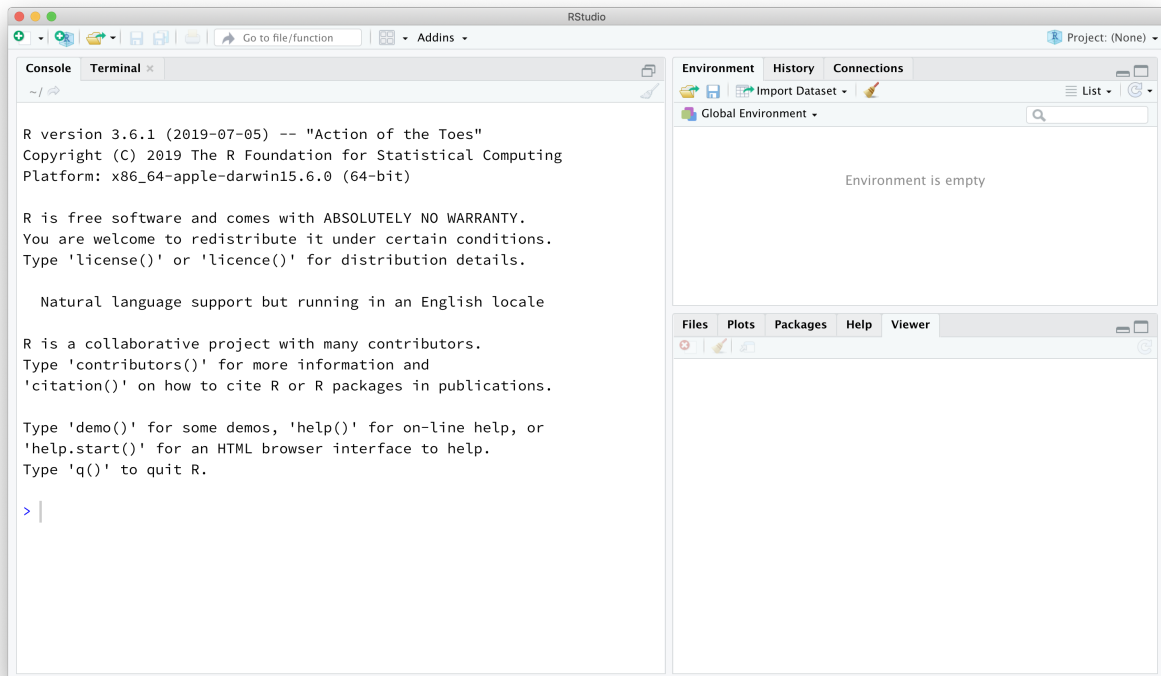 RStudio
Go to file/function
Addins
Project: (None)
Console Terminal
~/
R version 3.6.1 (2019-07-05) -- "Action of the Toes"
Copyright (C) 2019 The R Foundation for Statistical Computing
Platform: x86_64-apple-darwin15.6.0 (64-bit)
R is free software and comes with ABSOLUTELY NO WARRANTY.
You are welcome to redistribute it under certain conditions.
Type 'license()' or 'licence()' for distribution details.
Natural language support but running in an English locale
R is a collaborative project with many contributors.
Type 'contributors()' for more information and
'citation()' on how to cite R or R packages in publications.
Type 'demo()' for some demos, 'help()' for on-line help, or
'help.start()' for an HTML browser interface to help.
Type 'q()' to quit R.
>
Environment History Connections
Import Dataset
List
Global Environment
Environment is empty
Files Plots Packages Help Viewer